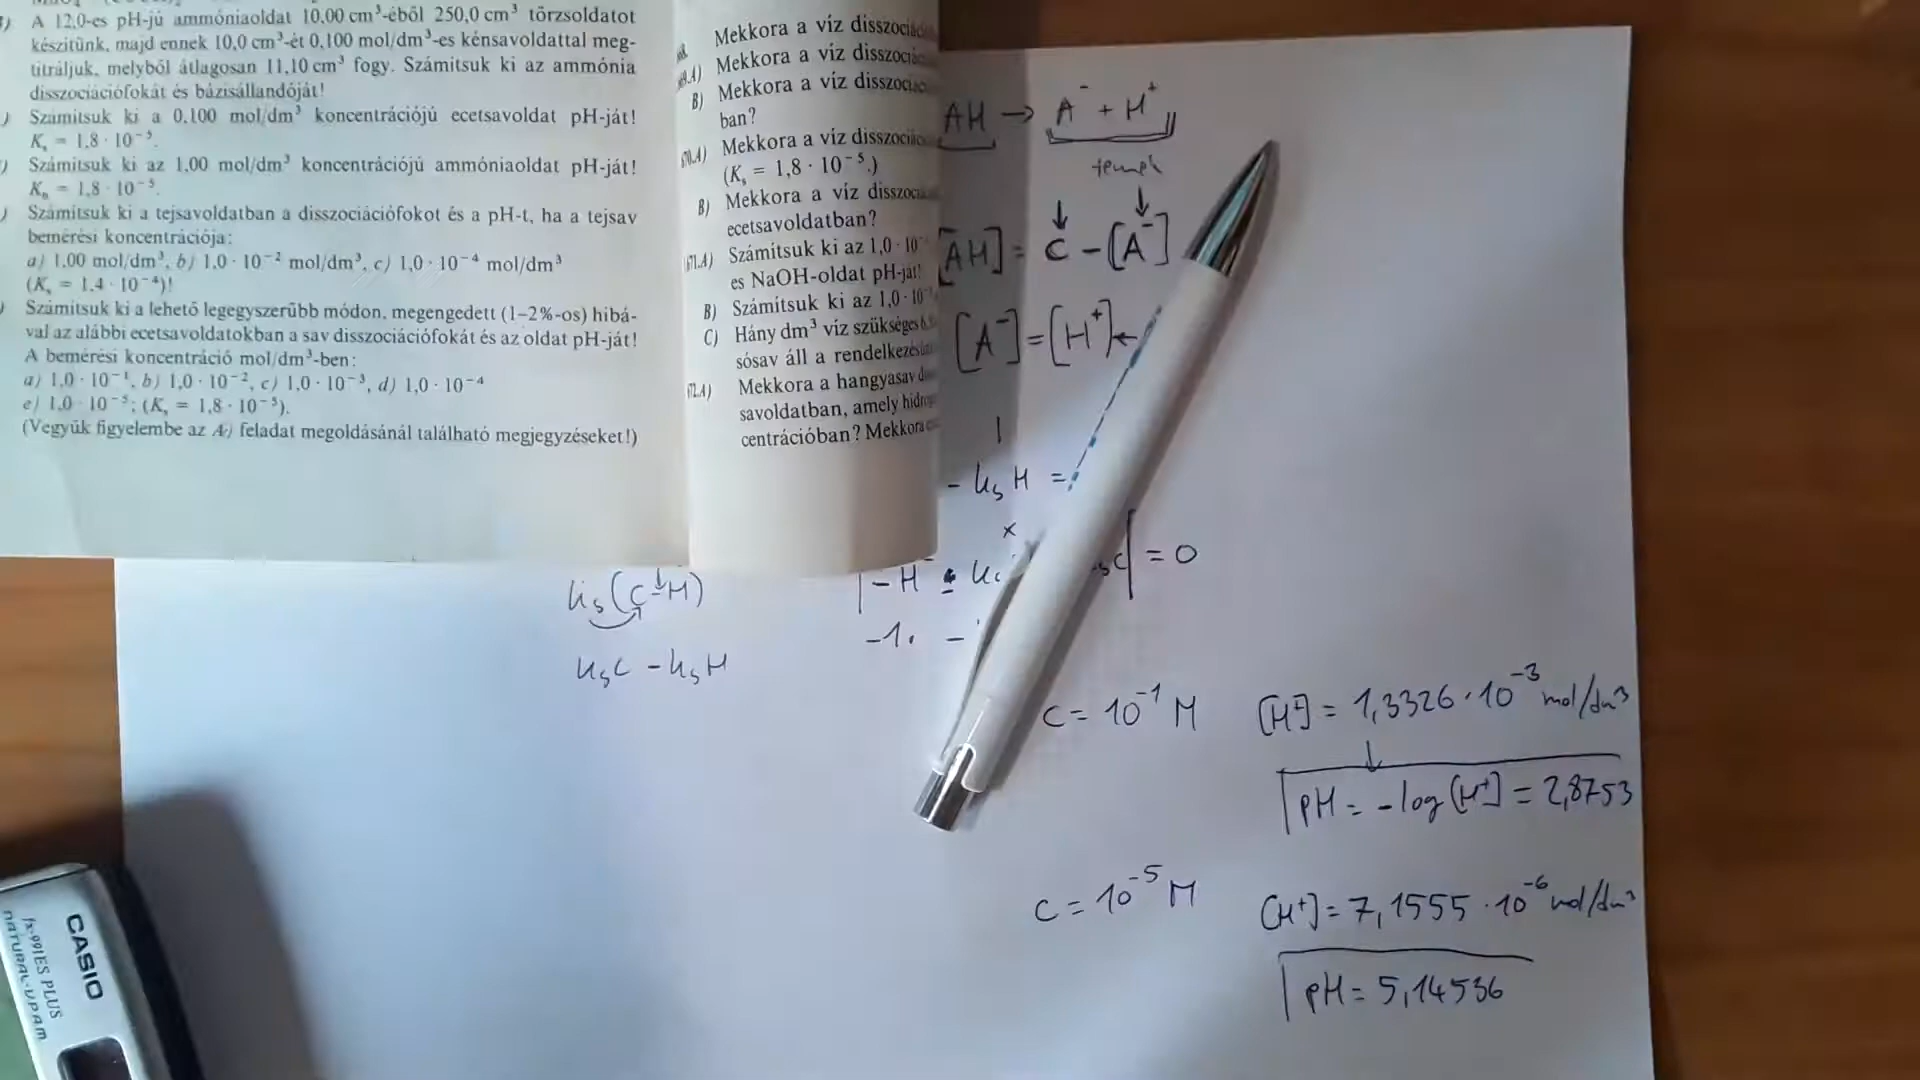 A 12,0-es pH-jú ammóniaoldat 10,00 cm³-éből 250,0 cm³ törzsoldatot
készítünk, majd ennek 10,0 cm³-ét 0,100 mol/dm³-es kénsavoldattal meg-
titráljuk, melyből átlagosan 11,10 cm³ fogy. Számítsuk ki az ammónia
disszociációfokát és bázisállandóját!
Számítsuk ki a 0,100 mol/dm³ koncentrációjú ecetsavoldat pH-ját!
Kₛ = 1,8 · 10⁻⁵.
Számítsuk ki az 1,00 mol/dm³ koncentrációjú ammóniaoldat pH-ját!
K_b = 1,8 · 10⁻⁵.
Számítsuk ki a tejsavoldatban a disszociációfokot és a pH-t, ha a tejsav
bemérési koncentrációja:
a) 1,00 mol/dm³, b) 1,0 · 10⁻² mol/dm³, c) 1,0 · 10⁻⁴ mol/dm³
(Kₛ = 1,4 · 10⁻⁴)!
Számítsuk ki a lehető legegyszerűbb módon, megengedett (1–2%-os) hibá-
val az alábbi ecetsavoldatokban a sav disszociációfokát és az oldat pH-ját!
A bemérési koncentráció mol/dm³-ben:
a) 1,0 · 10⁻¹, b) 1,0 · 10⁻², c) 1,0 · 10⁻³, d) 1,0 · 10⁻⁴
e) 1,0 · 10⁻⁵; (Kₛ = 1,8 · 10⁻⁵).
(Vegyük figyelembe az A) feladat megoldásánál található megjegyzéseket!)
Mekkora a víz
A) Mekkora a víz
B) Mekkora a víz
ban?
670.A) Mekkora a víz
(Kₛ = 1,8 · 10⁻⁵.)
B) Mekkora a víz
ecetsavoldatban?
671.A) Számítsuk ki az 1,0 · 10
es NaOH-oldat pH-ját!
B) Számítsuk ki az 1,0 · 10
C) Hány dm³ víz szükséges
sósav áll a
672.A) Mekkora a hangyasav
savoldatban, amely
centrációban? Mekkora
AH → A⁻ + H⁺
[AH] = C - [A⁻]
[A⁻] = [H⁺]
- kₛH =
x
= 0
-H
-1.
kₛ(C-H)
kₛC - kₛH
C = 10⁻¹ M [H⁺] = 1,3326 · 10⁻³ mol/dm³
pH = -log[H⁺] = 2,8753
C = 10⁻⁵ M [H⁺] = 7,1555 · 10⁻⁶ mol/dm³
pH = 5,14536
CASIO
fx-991ES PLUS
NATURAL-V.P.A.M.